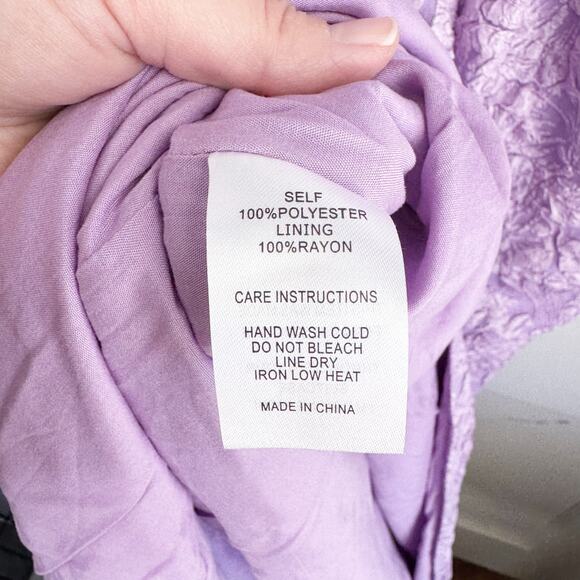 SELF
100%POLYESTER
LINING
100%RAYON
CARE INSTRUCTIONS
HAND WASH COLD
DO NOT BLEACH
LINE DRY
IRON LOW HEAT
MADE IN CHINA